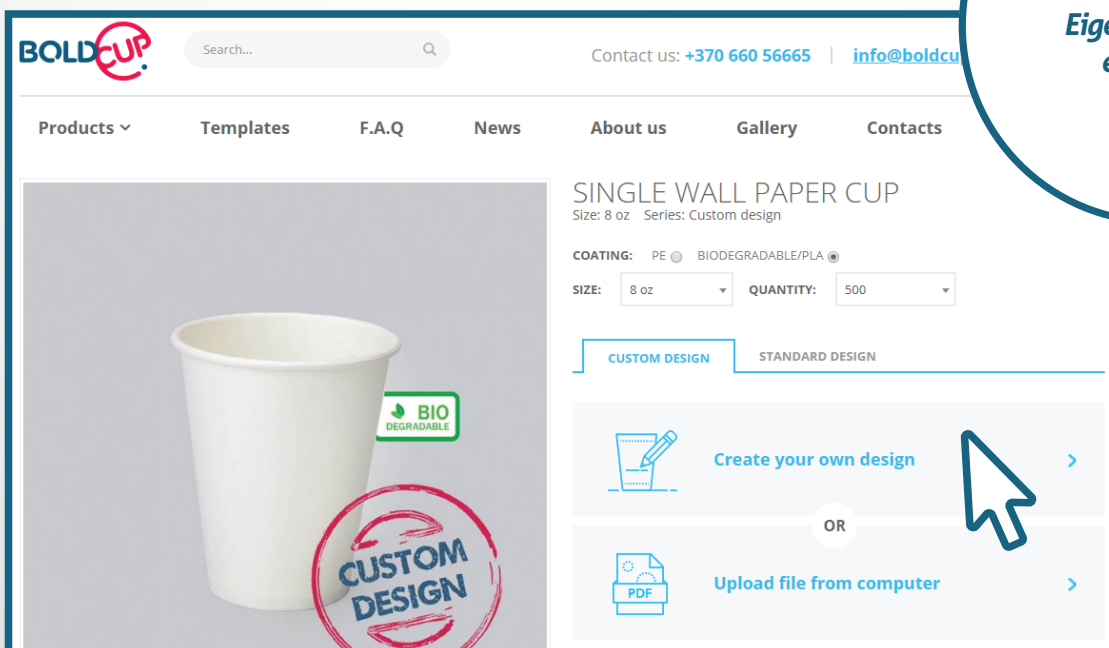 BOLDCUP.
Search...
Contact us: +370 660 56665 | info@boldcu
Products
Templates
F.A.Q
News
About us
Gallery
Contacts
SINGLE WALL PAPER CUP
Size: 8 oz Series: Custom design
COATING: PE BIODEGRADABLE/PLA
SIZE: 8 oz QUANTITY: 500
CUSTOM DESIGN STANDARD DESIGN
Create your own design
OR
PDF
Upload file from computer
BIO
DEGRADABLE
CUSTOM
DESIGN